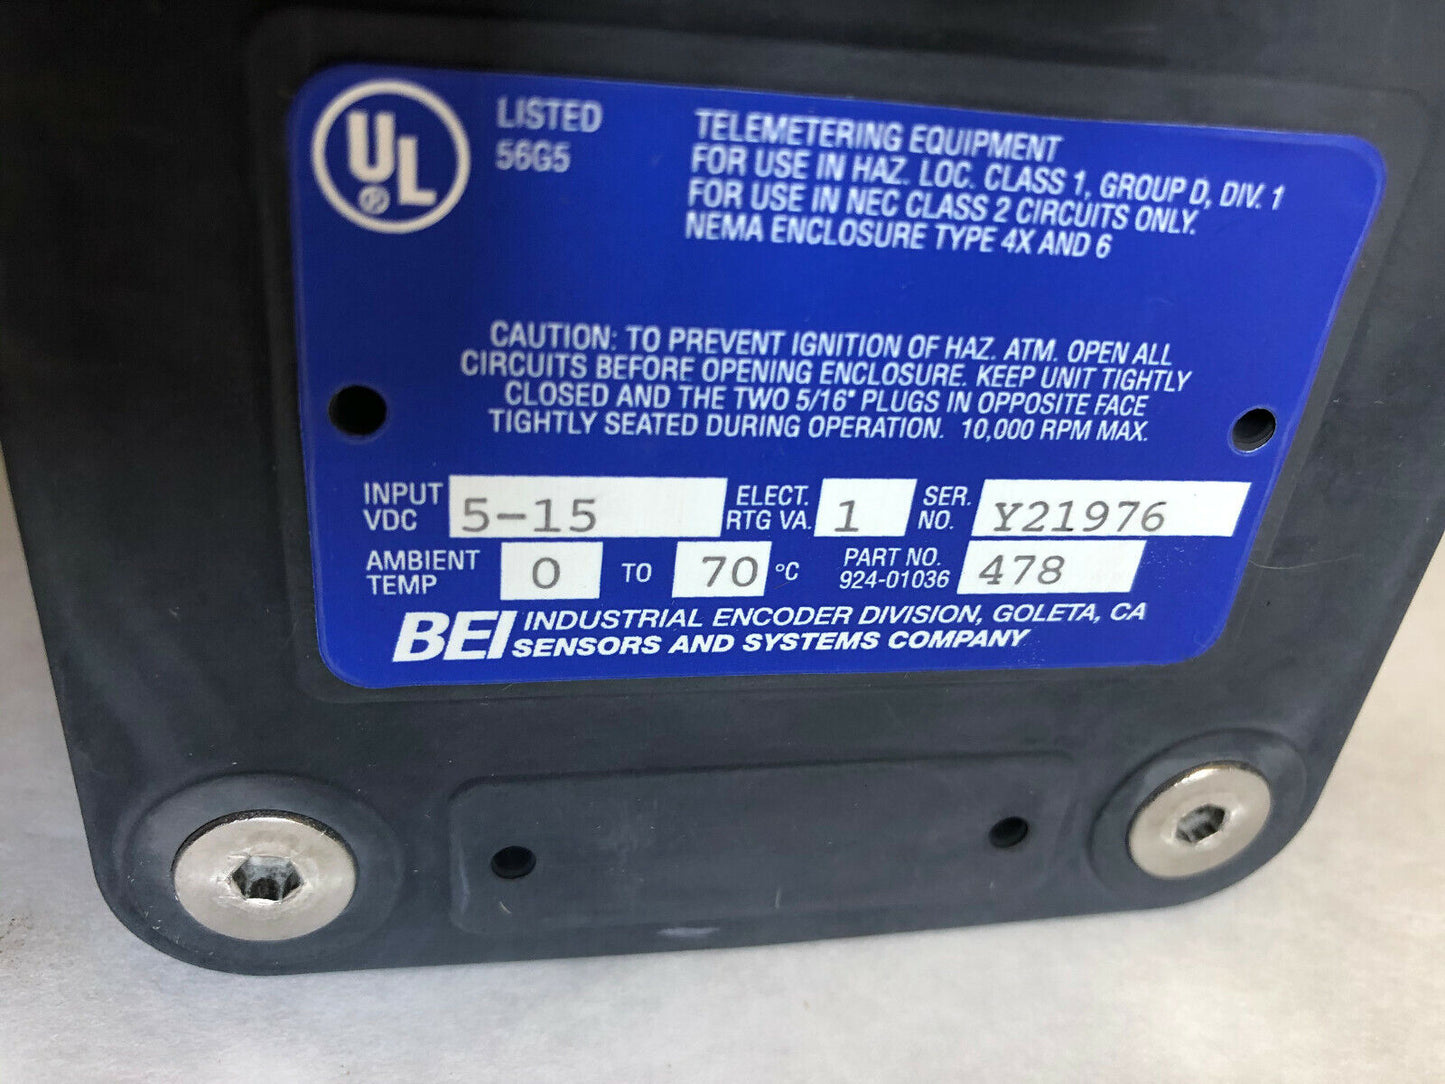 UL
®
LISTED
56G5
TELEMETERING EQUIPMENT
FOR USE IN HAZ. LOC. CLASS 1, GROUP D, DIV. 1
FOR USE IN NEC CLASS 2 CIRCUITS ONLY.
NEMA ENCLOSURE TYPE 4X AND 6
CAUTION: TO PREVENT IGNITION OF HAZ. ATM. OPEN ALL
CIRCUITS BEFORE OPENING ENCLOSURE. KEEP UNIT TIGHTLY
CLOSED AND THE TWO 5/16" PLUGS IN OPPOSITE FACE
TIGHTLY SEATED DURING OPERATION. 10,000 RPM MAX.
INPUT VDC 5-15 ELECT. RTG VA. 1 SER. NO. Y21976
AMBIENT TEMP 0 TO 70 °C PART NO. 924-01036 478
BEI INDUSTRIAL ENCODER DIVISION, GOLETA, CA
SENSORS AND SYSTEMS COMPANY